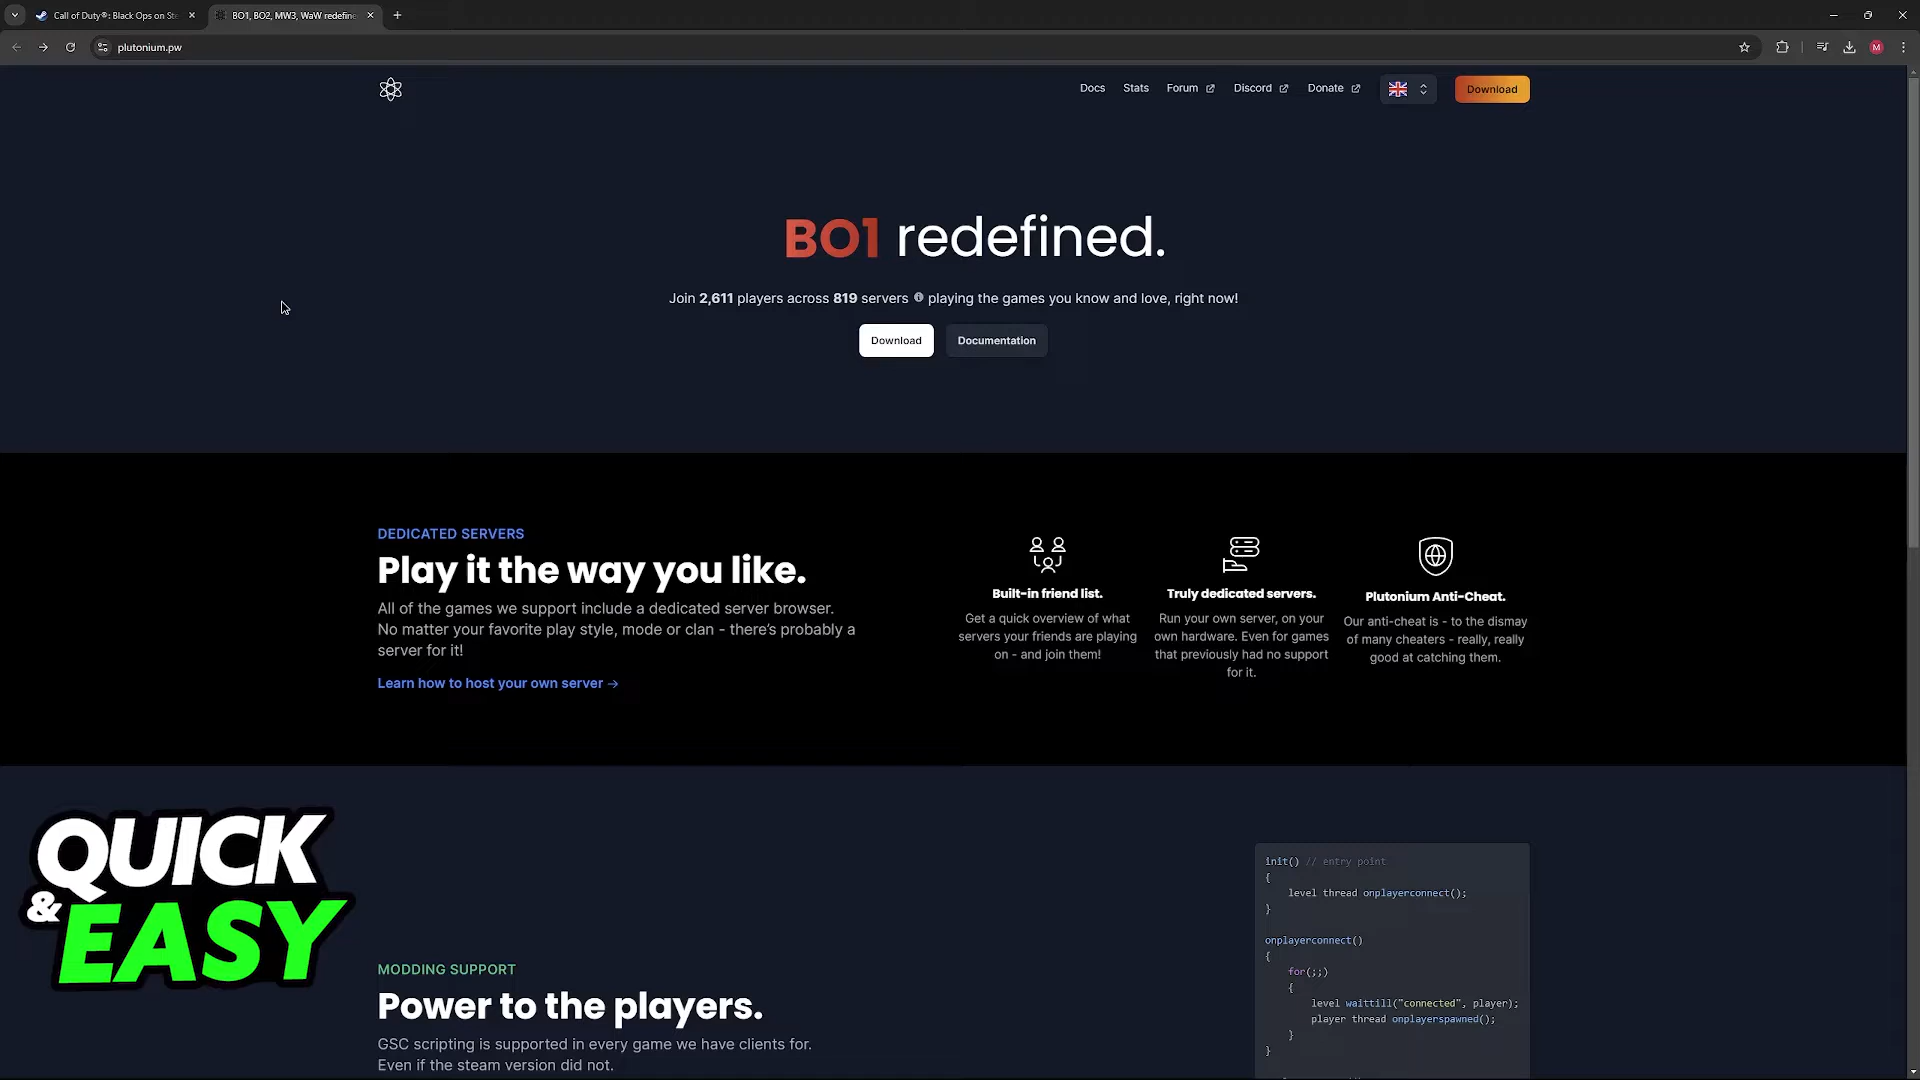 Call of Duty®: Black Ops on Ste
BO1, BO2, MW3, WaW redefine
plutonium.pw
M
Docs
Stats
Forum
Discord
Donate
Download
BO1 redefined.
Join 2,611 players across 819 servers playing the games you know and love, right now!
Download
Documentation
DEDICATED SERVERS
Play it the way you like.
All of the games we support include a dedicated server browser.
No matter your favorite play style, mode or clan - there's probably a
server for it!
Learn how to host your own server →
Built-in friend list.
Get a quick overview of what
servers your friends are playing
on - and join them!
Truly dedicated servers.
Run your own server, on your
own hardware. Even for games
that previously had no support
for it.
Plutonium Anti-Cheat.
Our anti-cheat is - to the dismay
of many cheaters - really, really
good at catching them.
QUICK
& EASY
MODDING SUPPORT
Power to the players.
GSC scripting is supported in every game we have clients for.
Even if the steam version did not.
init() // entry point
{
level thread onplayerconnect();
}
onplayerconnect()
{
for(;;)
{
level waittill("connected", player);
player thread onplayerspawned();
}
}